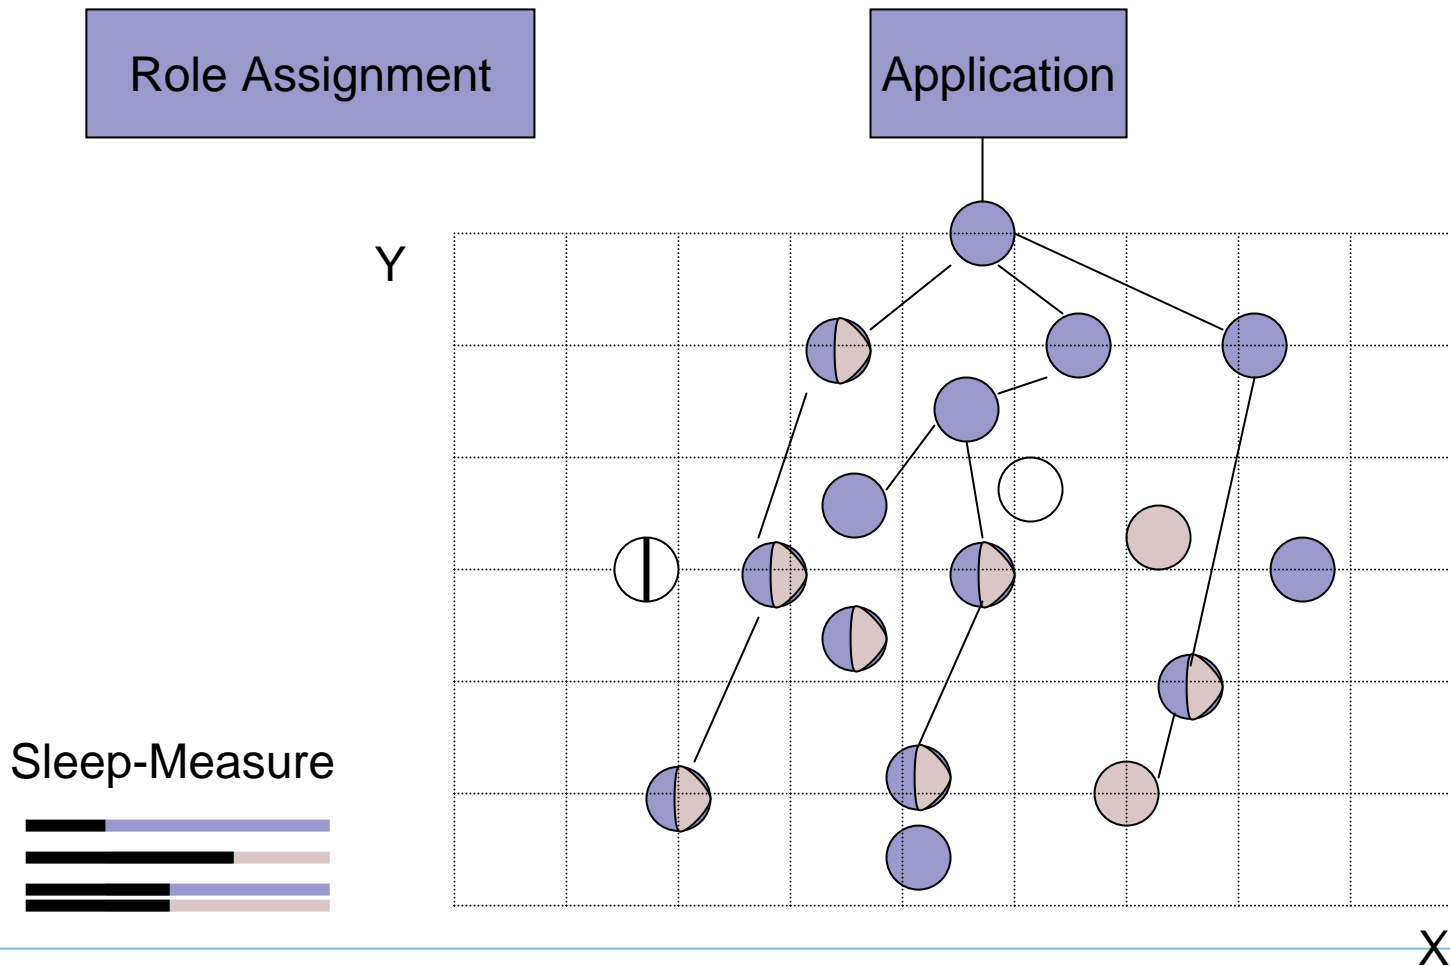 Role Assignment
Application
Y
Sleep-Measure
X